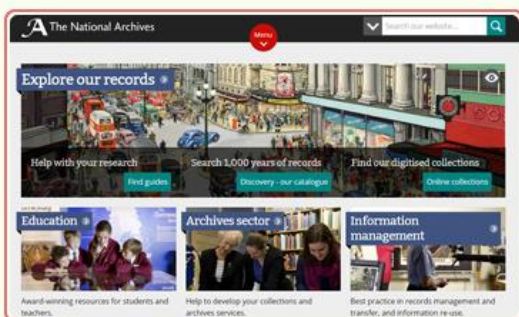 The National Archives
Menu
Search our website...
Explore our records
Help with your research
Search 1,000 years of records
Find our digitised collections
Find guides
Discovery - our catalogue
Online collections
Education
Archives sector
Information
management
Award-winning resources for students and
teachers.
Help to develop your collections and
archives services.
Best practice in records management and
transfer, and information re-use.